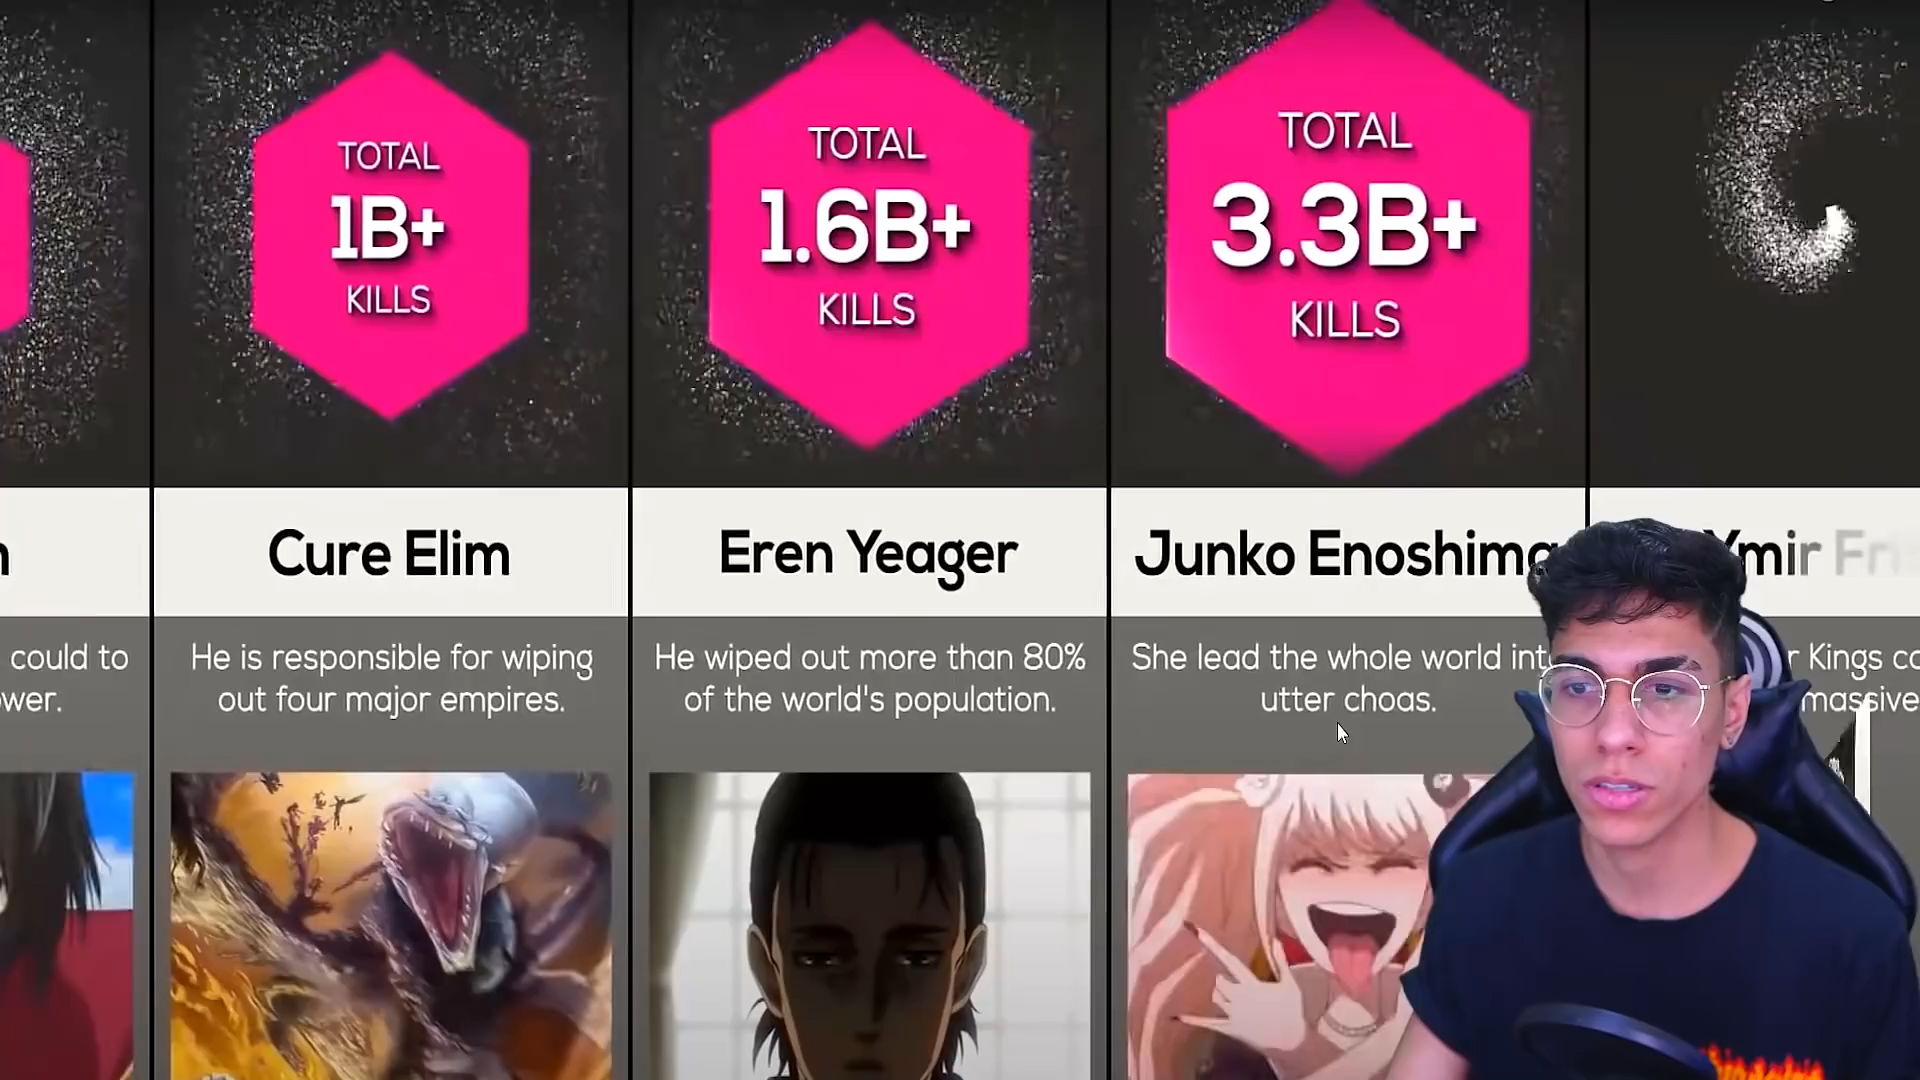 TOTAL
1B+
KILLS
TOTAL
1.6B+
KILLS
TOTAL
3.3B+
KILLS
Cure Elim
Eren Yeager
Junko Enoshima
Ymir
could to
He is responsible for wiping
out four major empires.
He wiped out more than 80%
of the world's population.
She lead the whole world into
utter choas.
Kings
massive